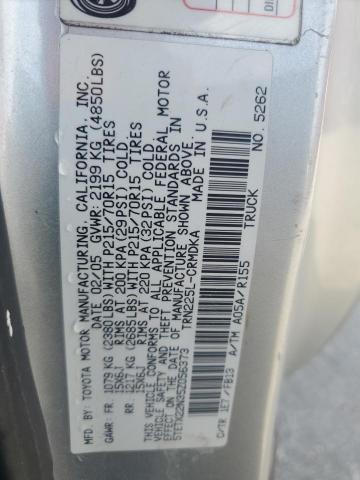 MFD. BY: TOYOTA MOTOR MANUFACTURING, CALIFORNIA, INC.
02/05 GVWR: 2199 KG (4850LBS)
GAWR: FR: 1079 KG (2380LBS) WITH P215/70R15 TIRES
15X6J RIMS AT 200 KPA (29PSI) COLD.
RR: 1217 KG (2685LBS) WITH P215/70R15 TIRES
15X6J RIMS AT 220 KPA (32PSI) COLD.
THIS VEHICLE CONFORMS TO ALL APPLICABLE FEDERAL MOTOR
VEHICLE SAFETY AND THEFT PREVENTION STANDARDS IN
EFFECT ON THE DATE OF MANUFACTURE SHOWN ABOVE.
5TETX22N35Z056373 MADE IN U.S.A.
TRN225L-CRMDKA
TRUCK
C/TR: 1E7 / FB13 A/TM: A05A/ R155 NO. 5262